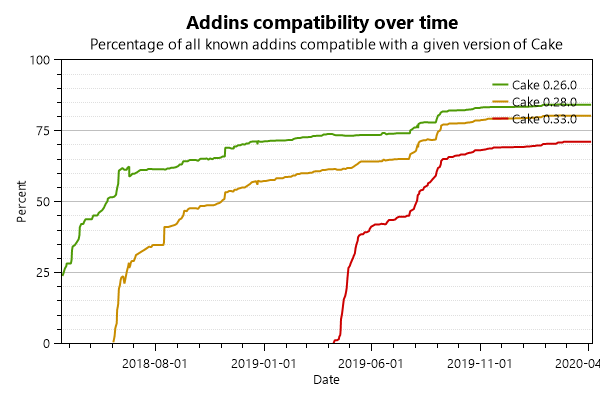 Addins compatibility over time
Percentage of all known addins compatible with a given version of Cake
100
75
50
25
0
Percent
Cake 0.26.0
Cake 0.28.0
Cake 0.33.0
2018-08-01
2019-01-01
2019-06-01
2019-11-01
2020-04
Date